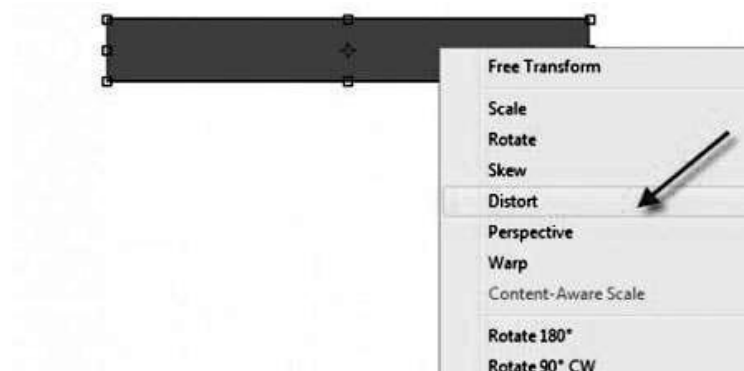 Free Transform
Scale
Rotate
Skew
Distort
Perspective
Warp
Content-Aware Scale
Rotate 180°
Rotate 90° CW